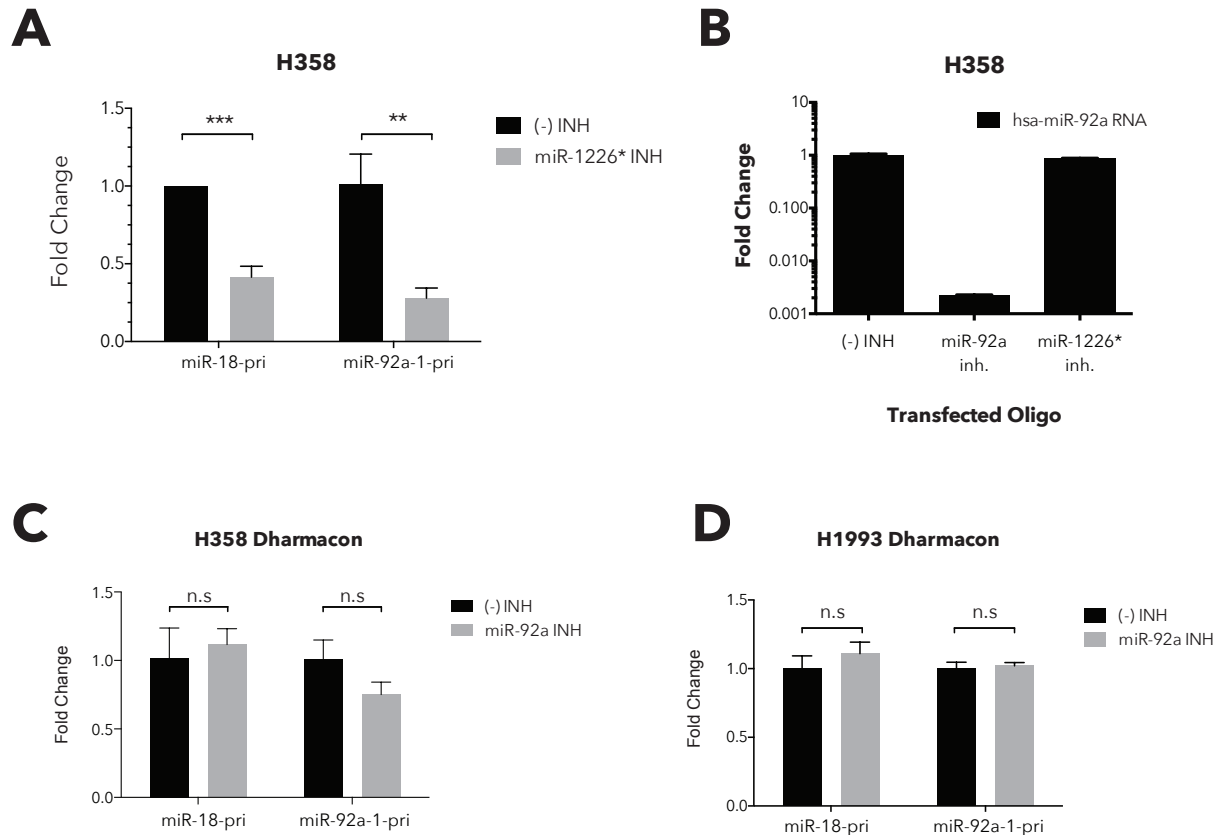 A
H358
Fold Change
1.5
1.0
0.5
0.0
***
**
(-) INH
miR-1226* INH
miR-18-pri
miR-92a-1-pri
B
H358
Fold Change
10
1
0.100
0.010
0.001
hsa-miR-92a RNA
(-) INH
miR-92a
inh.
miR-1226*
inh.
Transfected Oligo
C
H358 Dharmacon
Fold Change
1.5
1.0
0.5
0.0
n.s
n.s
(-) INH
miR-92a INH
miR-18-pri
miR-92a-1-pri
D
H1993 Dharmacon
Fold Change
1.5
1.0
0.5
0.0
n.s
n.s
(-) INH
miR-92a INH
miR-18-pri
miR-92a-1-pri